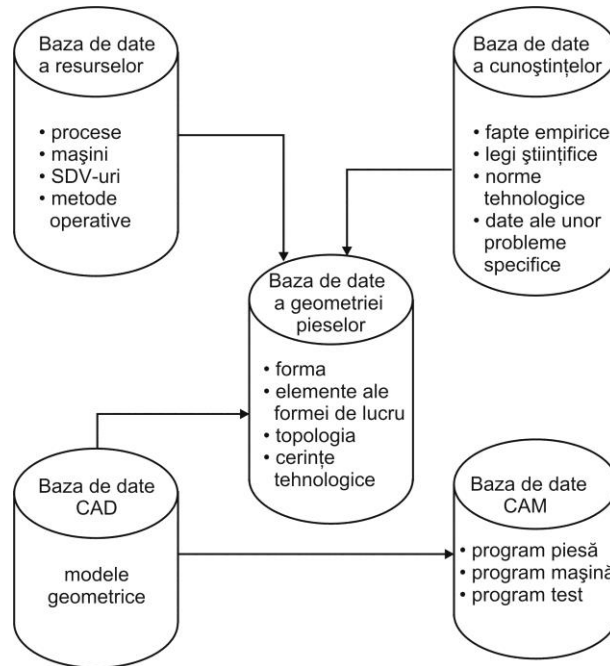 Baza de date
a resurselor
• procese
• maşini
• SDV-uri
• metode
operative
Baza de date
a cunoştinţelor
• fapte empirice
• legi ştiinţifice
• norme
tehnologice
• date ale unor
probleme
specifice
Baza de date
a geometriei
pieselor
• forma
• elemente ale
formei de lucru
• topologia
• cerinţe
tehnologice
Baza de date
CAD
modele
geometrice
Baza de date
CAM
• program piesă
• program maşină
• program test